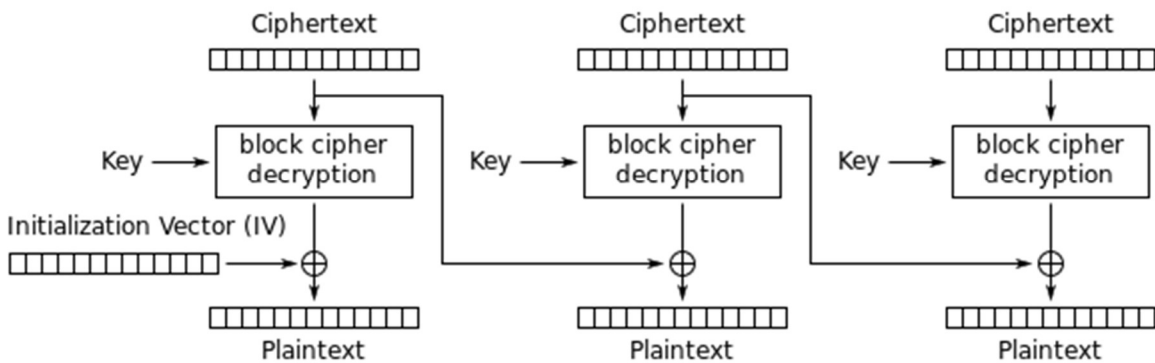 Ciphertext Ciphertext Ciphertext
Key block cipher decryption Key block cipher decryption Key block cipher decryption
Initialization Vector (IV)
Plaintext Plaintext Plaintext